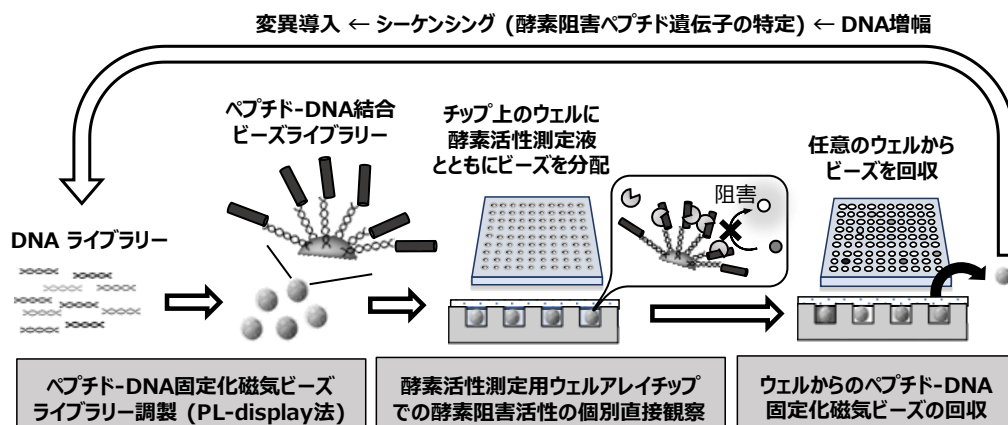 変異導入 ← シーケンシング (酵素阻害ペプチド遺伝子の特定) ← DNA増幅
ペプチド-DNA結合
ビーズライブラリー
チップ上のウェルに
酵素活性測定液
とともにビーズを分配
任意のウェルから
ビーズを回収
阻害
DNA ライブラリー
ペプチド-DNA固定化磁気ビーズ
ライブラリー調製 (PL-display法)
酵素活性測定用ウェルアレイチップ
での酵素阻害活性の個別直接観察
ウェルからのペプチド-DNA
固定化磁気ビーズの回収